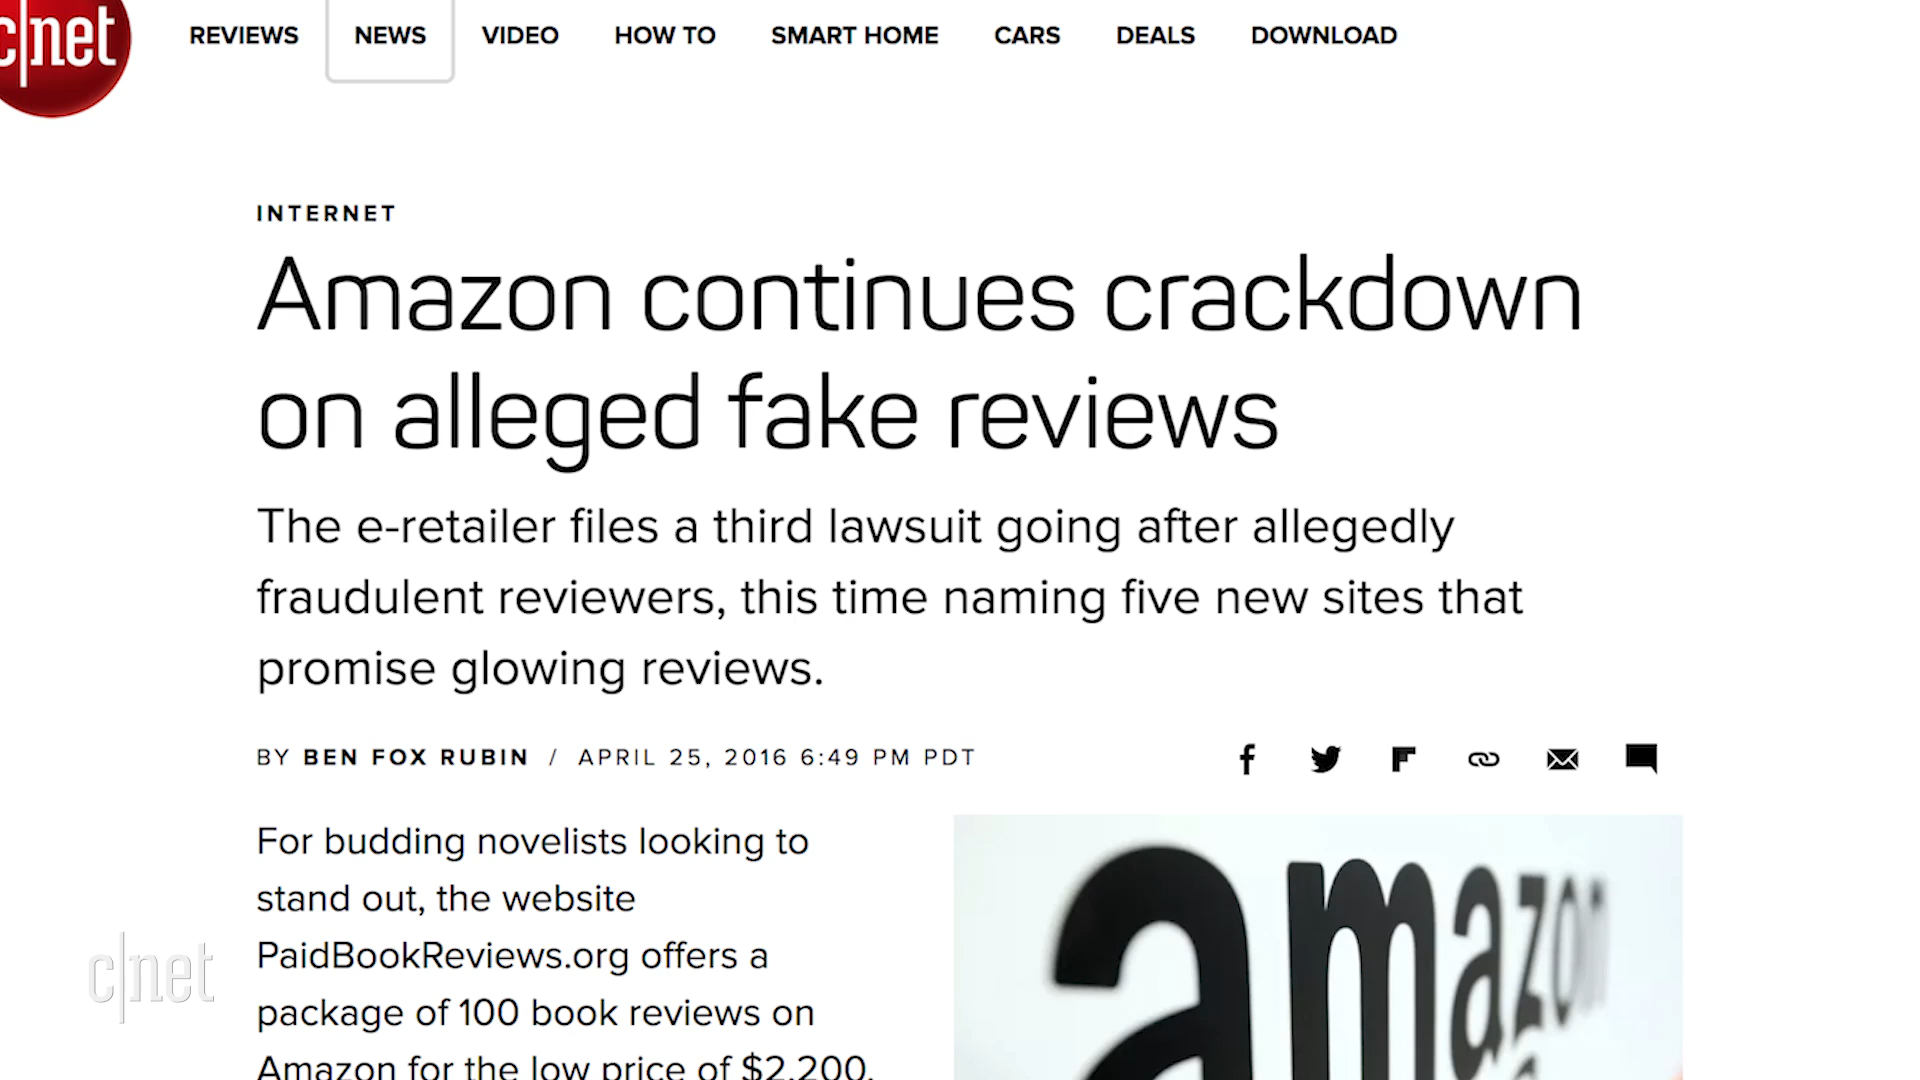 c|net
REVIEWS NEWS VIDEO HOW TO SMART HOME CARS DEALS DOWNLOAD
INTERNET
Amazon continues crackdown
on alleged fake reviews
The e-retailer files a third lawsuit going after allegedly
fraudulent reviewers, this time naming five new sites that
promise glowing reviews.
BY BEN FOX RUBIN / APRIL 25, 2016 6:49 PM PDT
For budding novelists looking to
stand out, the website
PaidBookReviews.org offers a
package of 100 book reviews on
Amazon for the low price of $2,200.
amazon
c|net